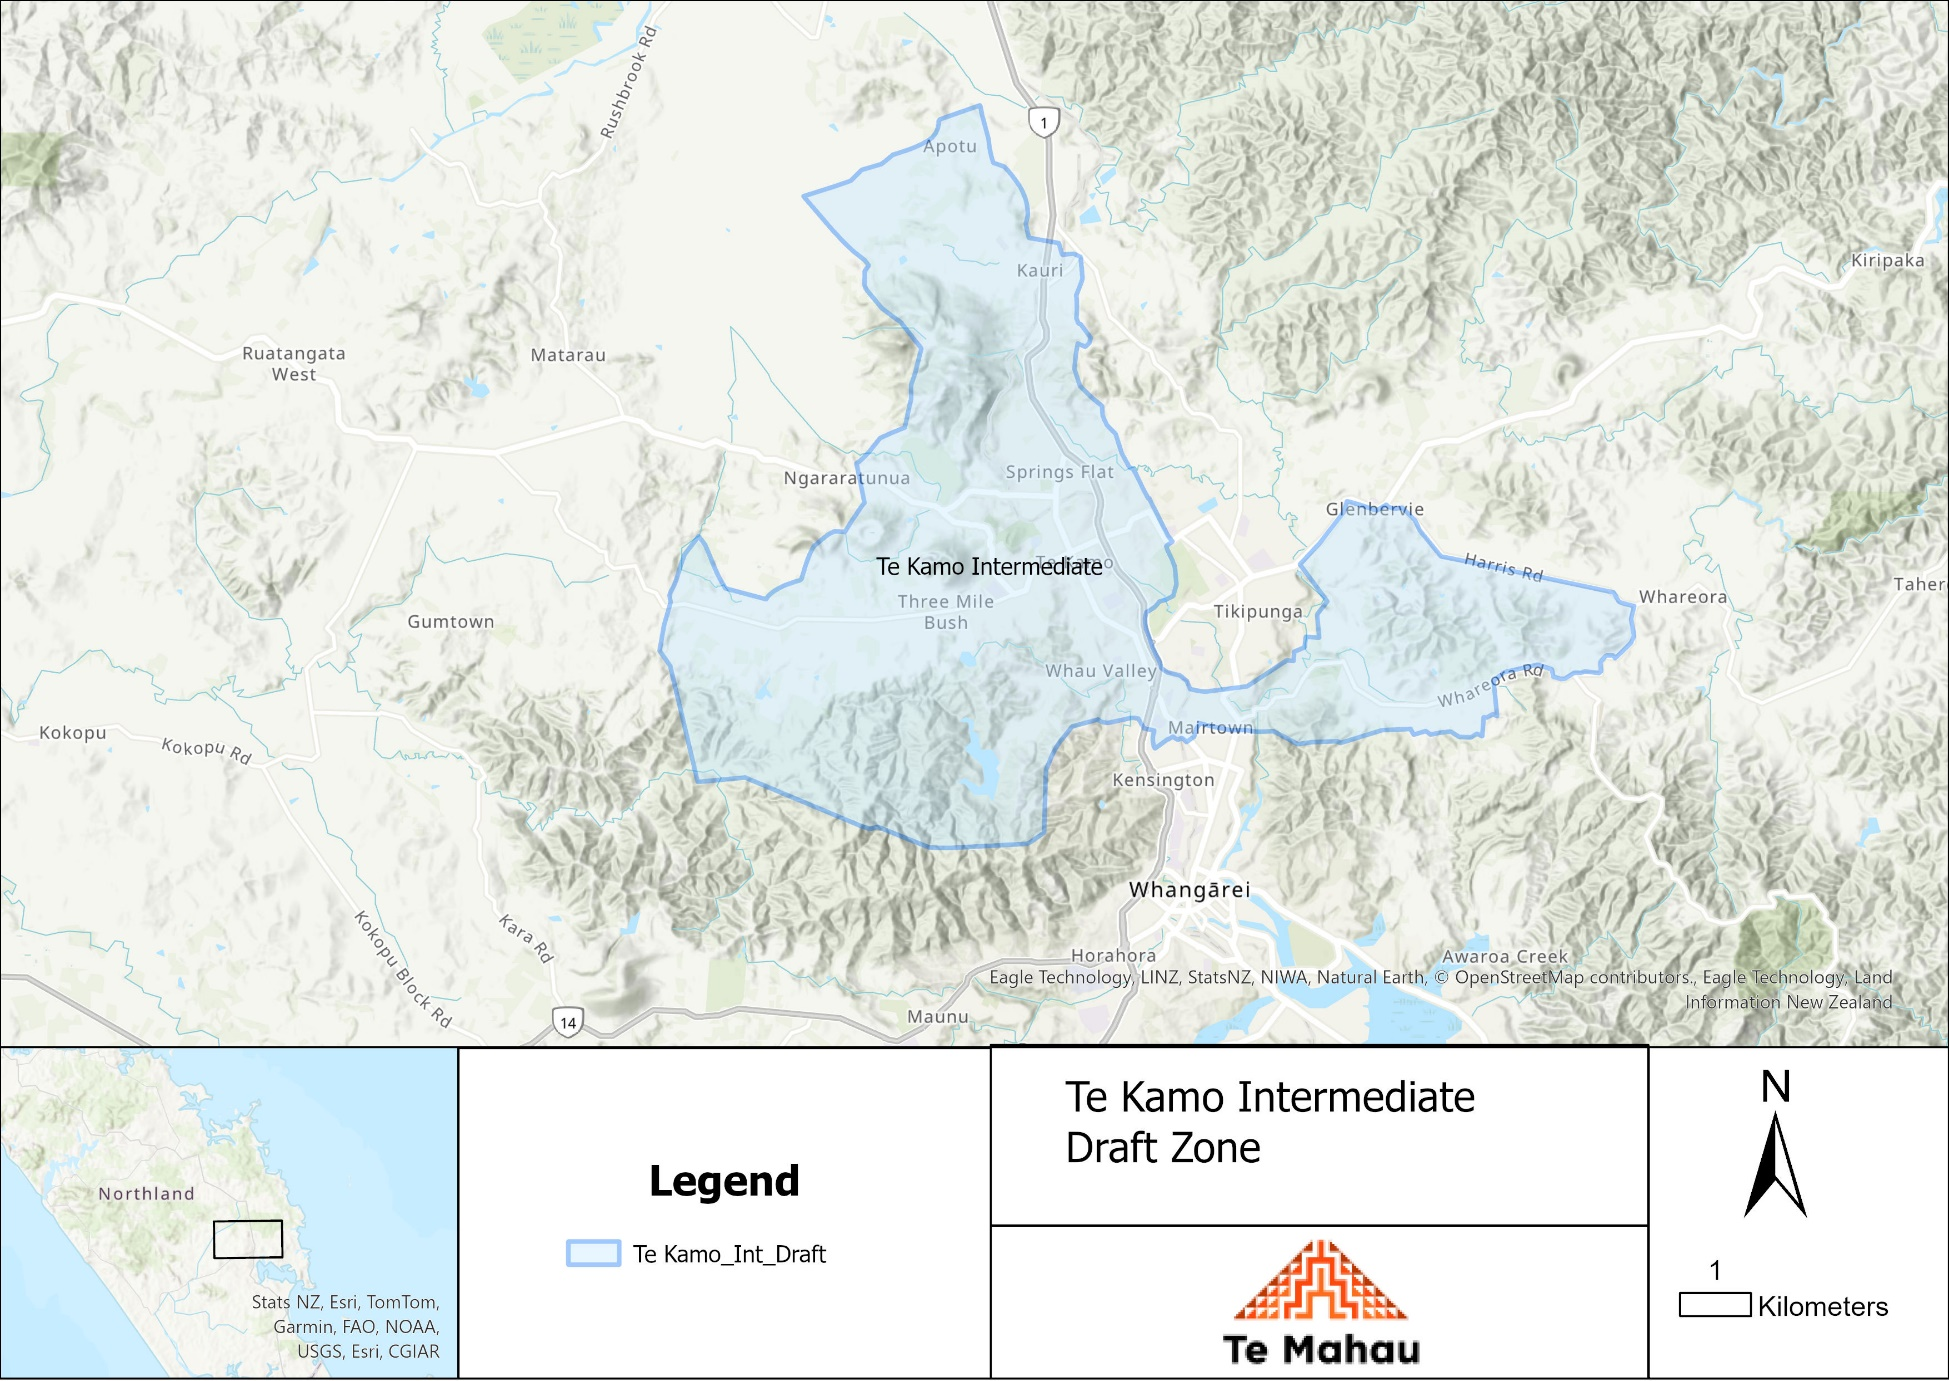 Rushbrook Rd
1
Apotu
Kiripaka
Kauri
Ruatangata
West
Matarau
Ngararatunua
Springs Flat
Glenbervie
Te Kamo
Te Kamo Intermediate
Harris Rd
Taher
Whareora
Three Mile
Bush
Tikipunga
Gumtown
Whau Valley
Whareora Rd
Kokopu
Kokopu Rd
Mairtown
Kensington
Whangārei
Kokopu Block Rd
Kara Rd
Horahora
Awaroa Creek
Eagle Technology, LINZ, StatsNZ, NIWA, Natural Earth, © OpenStreetMap contributors., Eagle Technology, Land
Information New Zealand
14
Maunu
Northland
Stats NZ, Esri, TomTom,
Garmin, FAO, NOAA,
USGS, Esri, CGIAR
Legend
Te Kamo_Int_Draft
Te Kamo Intermediate
Draft Zone
Te Mahau
N
1
Kilometers